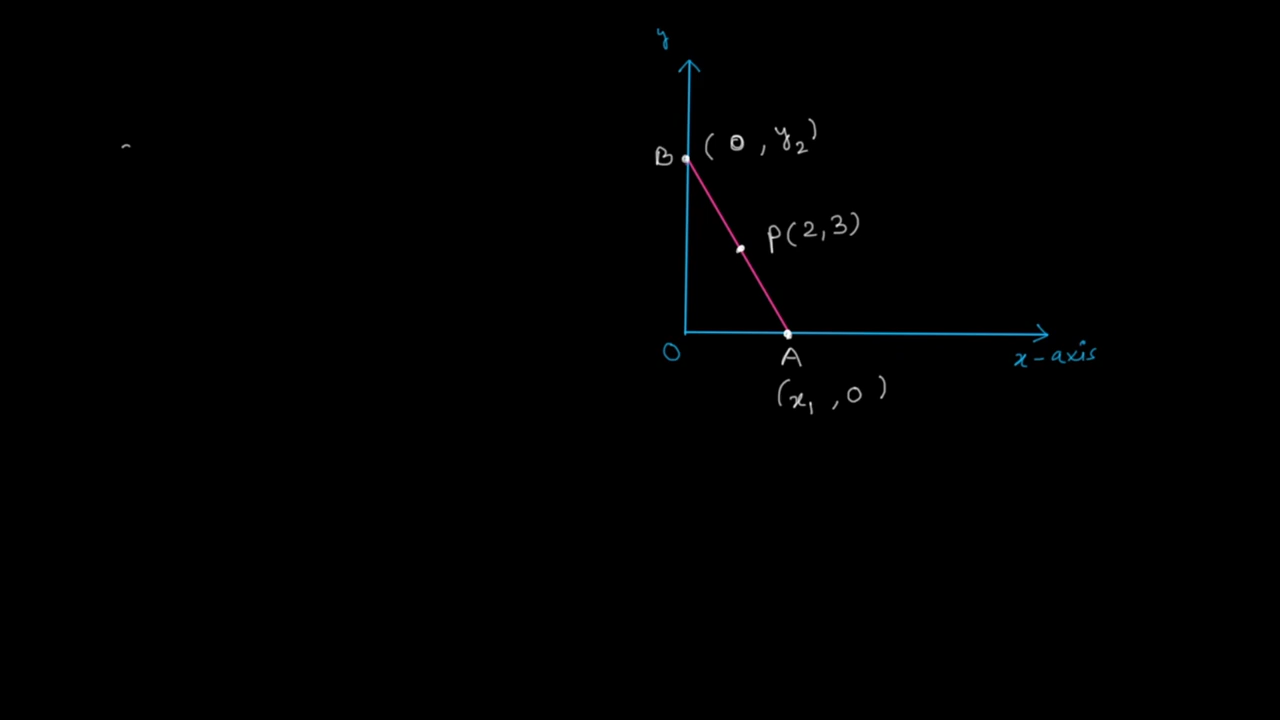 y
B (0, y₂)
P(2,3)
O
x-axis
A
(x₁, 0)